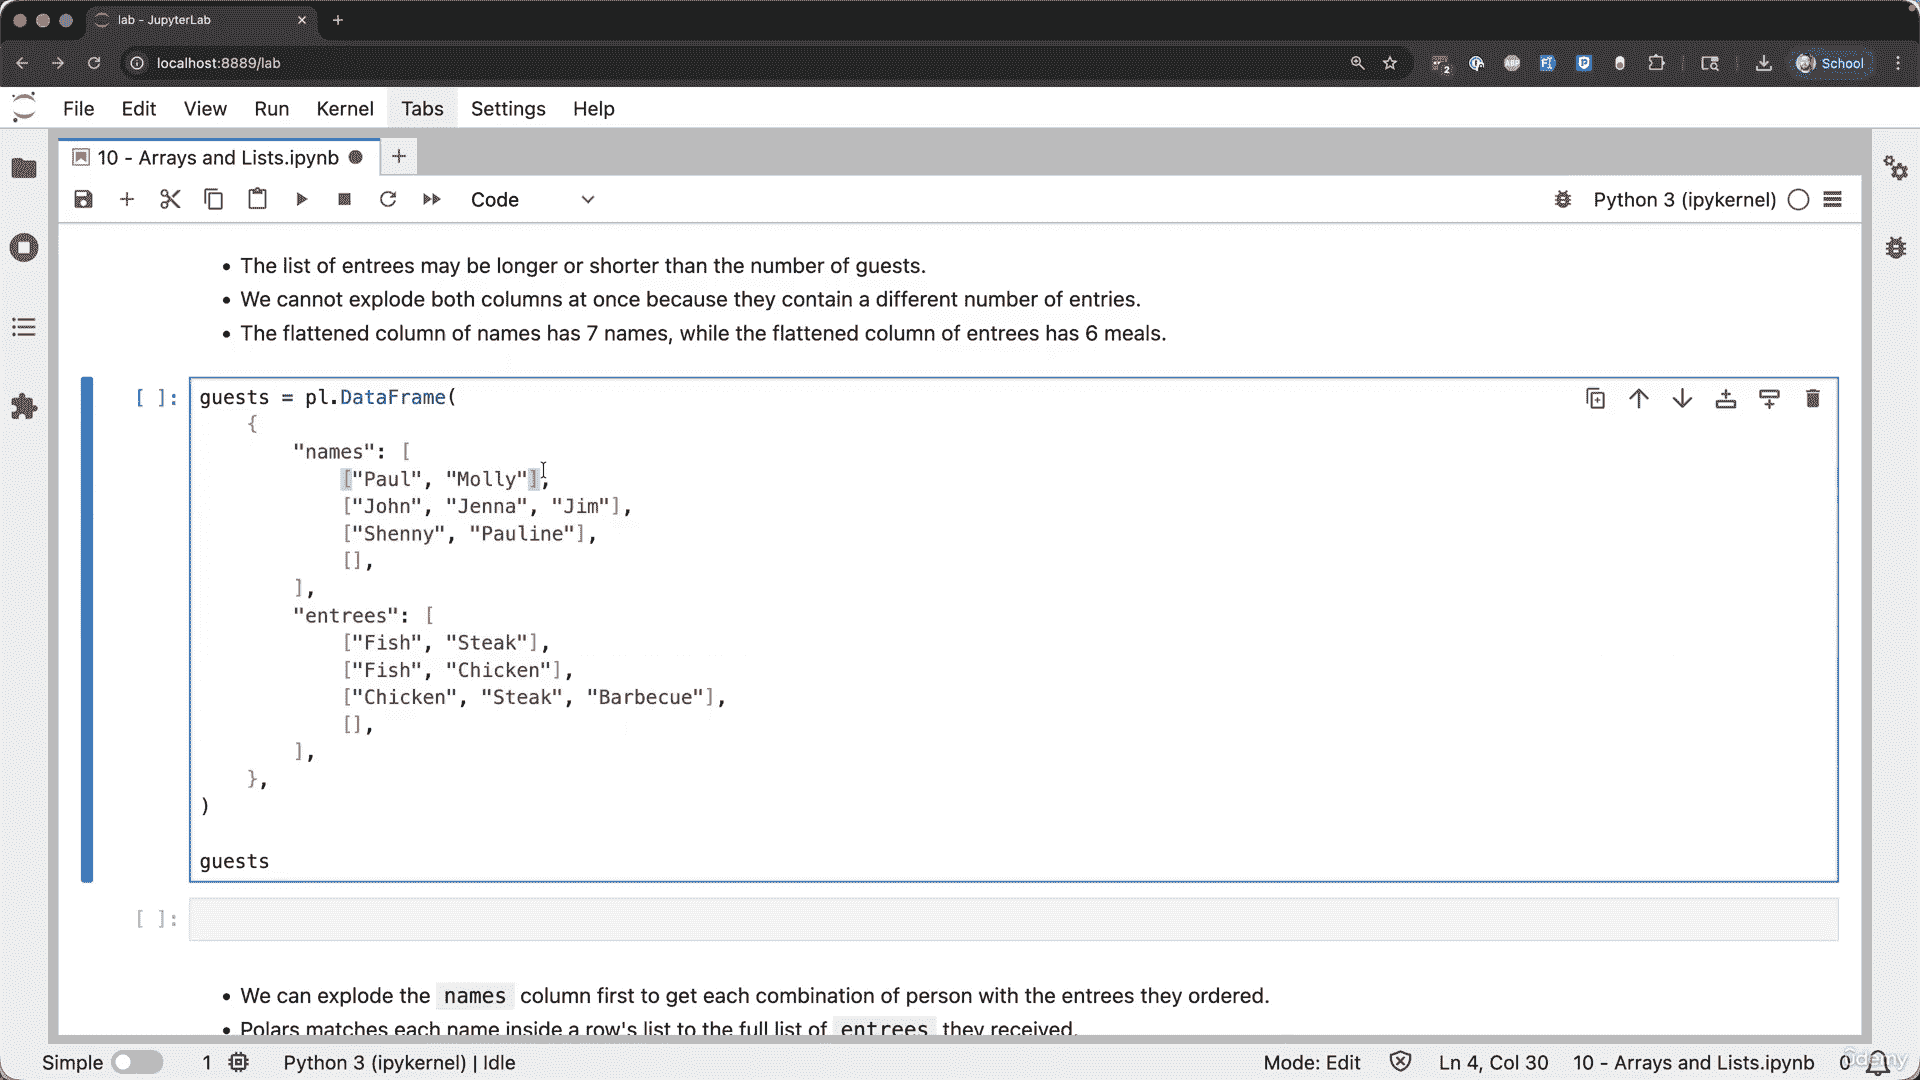 lab - JupyterLab
localhost:8889/lab
2
School
File Edit View Run Kernel Tabs Settings Help
10 - Arrays and Lists.ipynb
Code
Python 3 (ipykernel)
• The list of entrees may be longer or shorter than the number of guests.
• We cannot explode both columns at once because they contain a different number of entries.
• The flattened column of names has 7 names, while the flattened column of entrees has 6 meals.
[ ]: guests = pl.DataFrame(
{
"names": [
["Paul", "Molly"],
["John", "Jenna", "Jim"],
["Shenny", "Pauline"],
[],
],
"entrees": [
["Fish", "Steak"],
["Fish", "Chicken"],
["Chicken", "Steak", "Barbecue"],
[],
],
},
)
guests
[ ]:
• We can explode the names column first to get each combination of person with the entrees they ordered.
• Polars matches each name inside a row's list to the full list of entrees they received.
Simple 1 Python 3 (ipykernel) | Idle Mode: Edit Ln 4, Col 30 10 - Arrays and Lists.ipynb 0
udemy